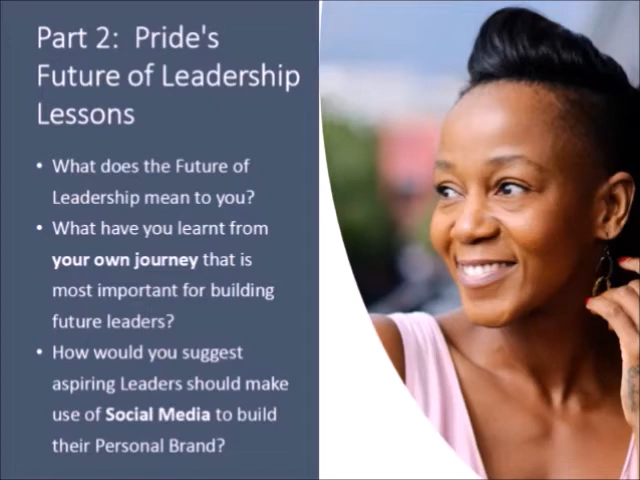 Part 2:  Pride's
Future of Leadership
Lessons
• What does the Future of
Leadership mean to you?
• What have you learnt from
your own journey that is
most important for building
future leaders?
• How would you suggest
aspiring Leaders should make
use of Social Media to build
their Personal Brand?